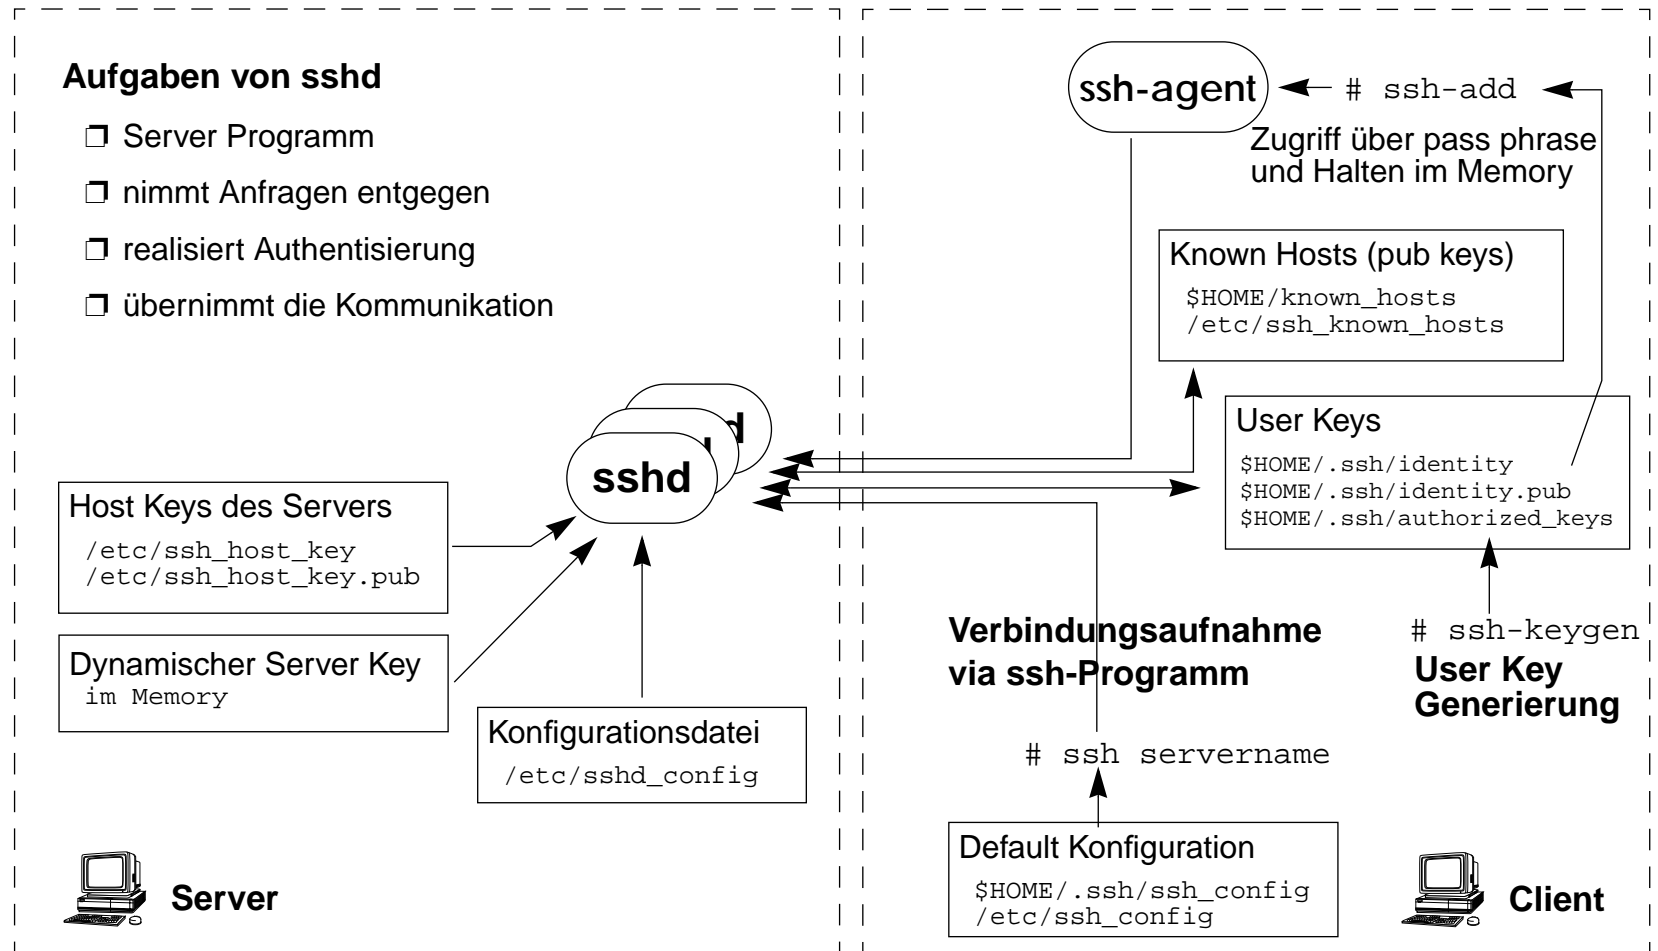 Aufgaben von sshd
❐ Server Programm
❐ nimmt Anfragen entgegen
❐ realisiert Authentisierung
❐ übernimmt die Kommunikation
sshd
Host Keys des Servers
/etc/ssh_host_key
/etc/ssh_host_key.pub
Dynamischer Server Key
im Memory
Konfigurationsdatei
/etc/sshd_config
Server
ssh-agent
# ssh-add
Zugriff über pass phrase
und Halten im Memory
Known Hosts (pub keys)
$HOME/known_hosts
/etc/ssh_known_hosts
User Keys
$HOME/.ssh/identity
$HOME/.ssh/identity.pub
$HOME/.ssh/authorized_keys
# ssh-keygen
User Key
Generierung
Verbindungsaufnahme
via ssh-Programm
# ssh servername
Default Konfiguration
$HOME/.ssh/ssh_config
/etc/ssh_config
Client